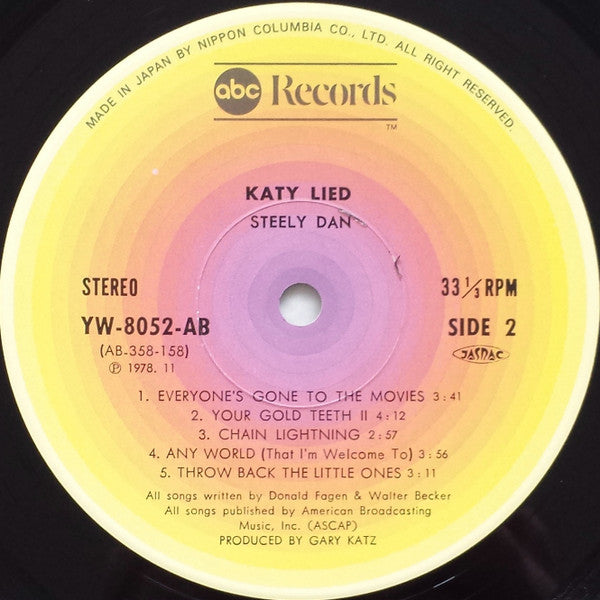 MADE IN JAPAN BY NIPPON COLUMBIA CO., LTD. ALL RIGHT RESERVED.
abc Records
TM
KATY LIED
STEELY DAN
STEREO
33 1/3 RPM
YW-8052-AB
SIDE 2
(AB-358-158)
JASRAC
Ⓟ 1978. 11
1. EVERYONE'S GONE TO THE MOVIES 3:41
2. YOUR GOLD TEETH II 4:12
3. CHAIN LIGHTNING 2:57
4. ANY WORLD (That I'm Welcome To) 3:56
5. THROW BACK THE LITTLE ONES 3:11
All songs written by Donald Fagen & Walter Becker
All songs published by American Broadcasting
Music, Inc. (ASCAP)
PRODUCED BY GARY KATZ